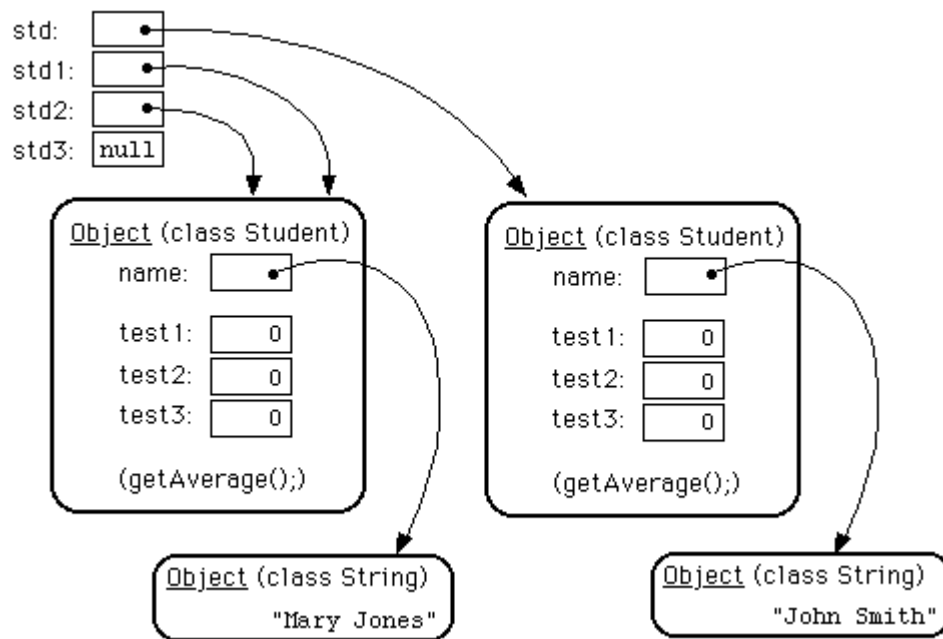 std:
std1:
std2:
std3: null
Object (class Student)
name:
test1: 0
test2: 0
test3: 0
(getAverage();)
Object (class String)
"Mary Jones"
Object (class Student)
name:
test1: 0
test2: 0
test3: 0
(getAverage();)
Object (class String)
"John Smith"